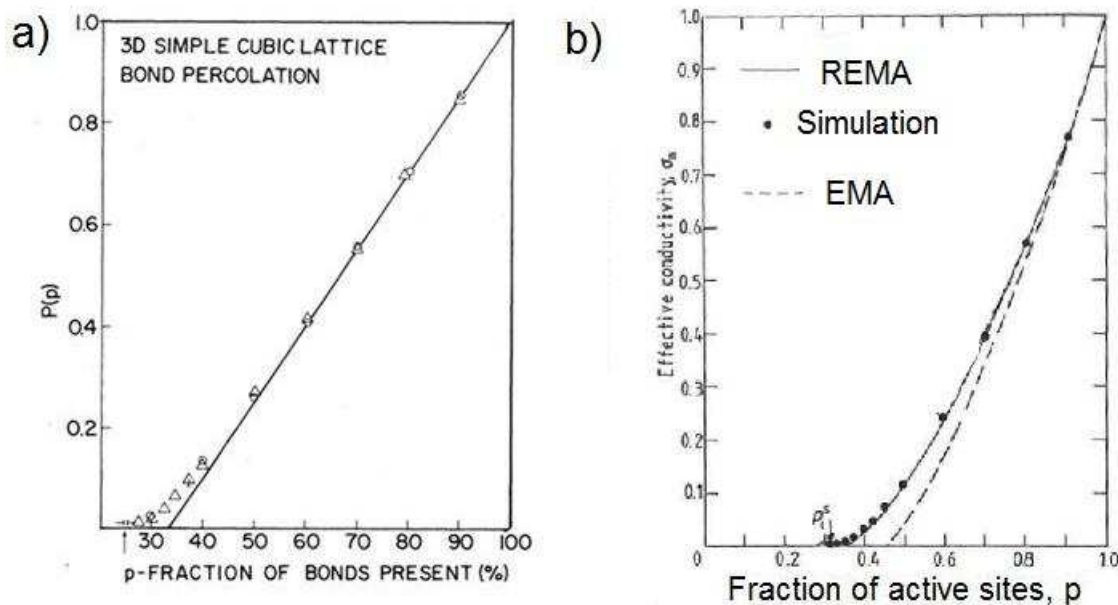 a)
3D SIMPLE CUBIC LATTICE
BOND PERCOLATION
P(p)
1.0
0.8
0.6
0.4
0.2
30 40 50 60 70 80 90 100
p-FRACTION OF BONDS PRESENT (%)
b)
REMA
Simulation
EMA
Effective conductivity, σ
1.0
0.9
0.8
0.7
0.6
0.5
0.4
0.3
0.2
0.1
0
0 0.2 0.4 0.6 0.8 1.0
Fraction of active sites, p